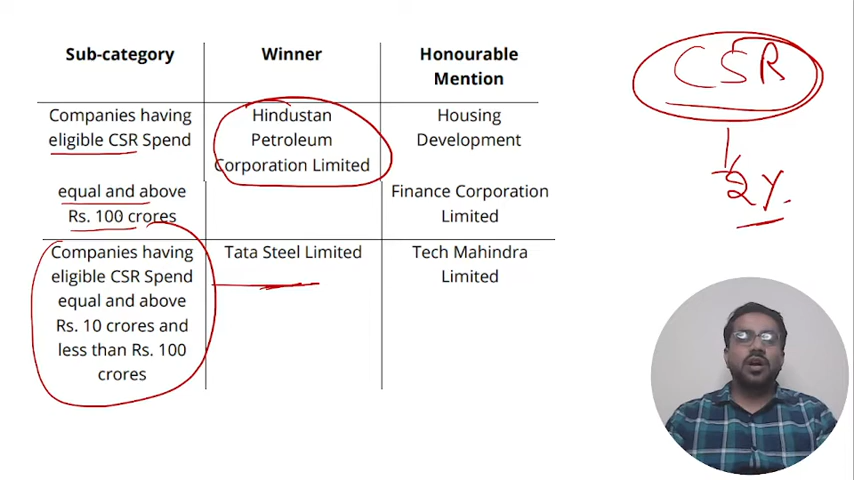 Sub-category Winner Honourable
Mention
Companies having Hindustan Housing
eligible CSR Spend Petroleum Development
Corporation Limited
equal and above Finance Corporation
Rs. 100 crores Limited
Companies having Tata Steel Limited Tech Mahindra
eligible CSR Spend Limited
equal and above
Rs. 10 crores and
less than Rs. 100
crores
CSR
2y.